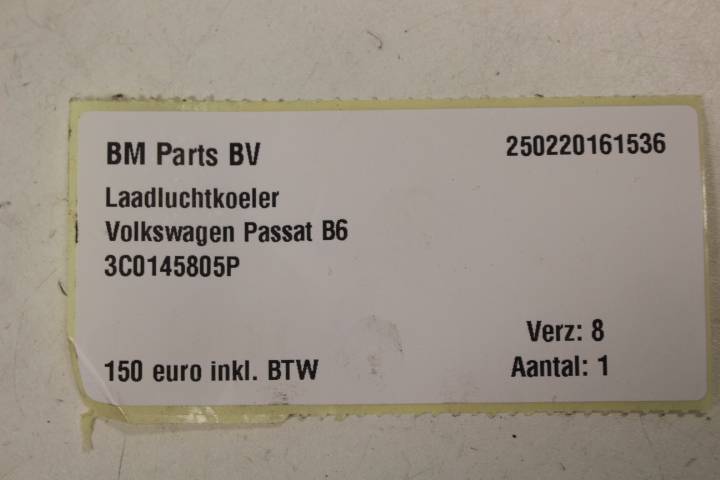 BM Parts BV 250220161536
Laadluchtkoeler
Volkswagen Passat B6
3C0145805P
Verz: 8
150 euro inkl. BTW Aantal: 1